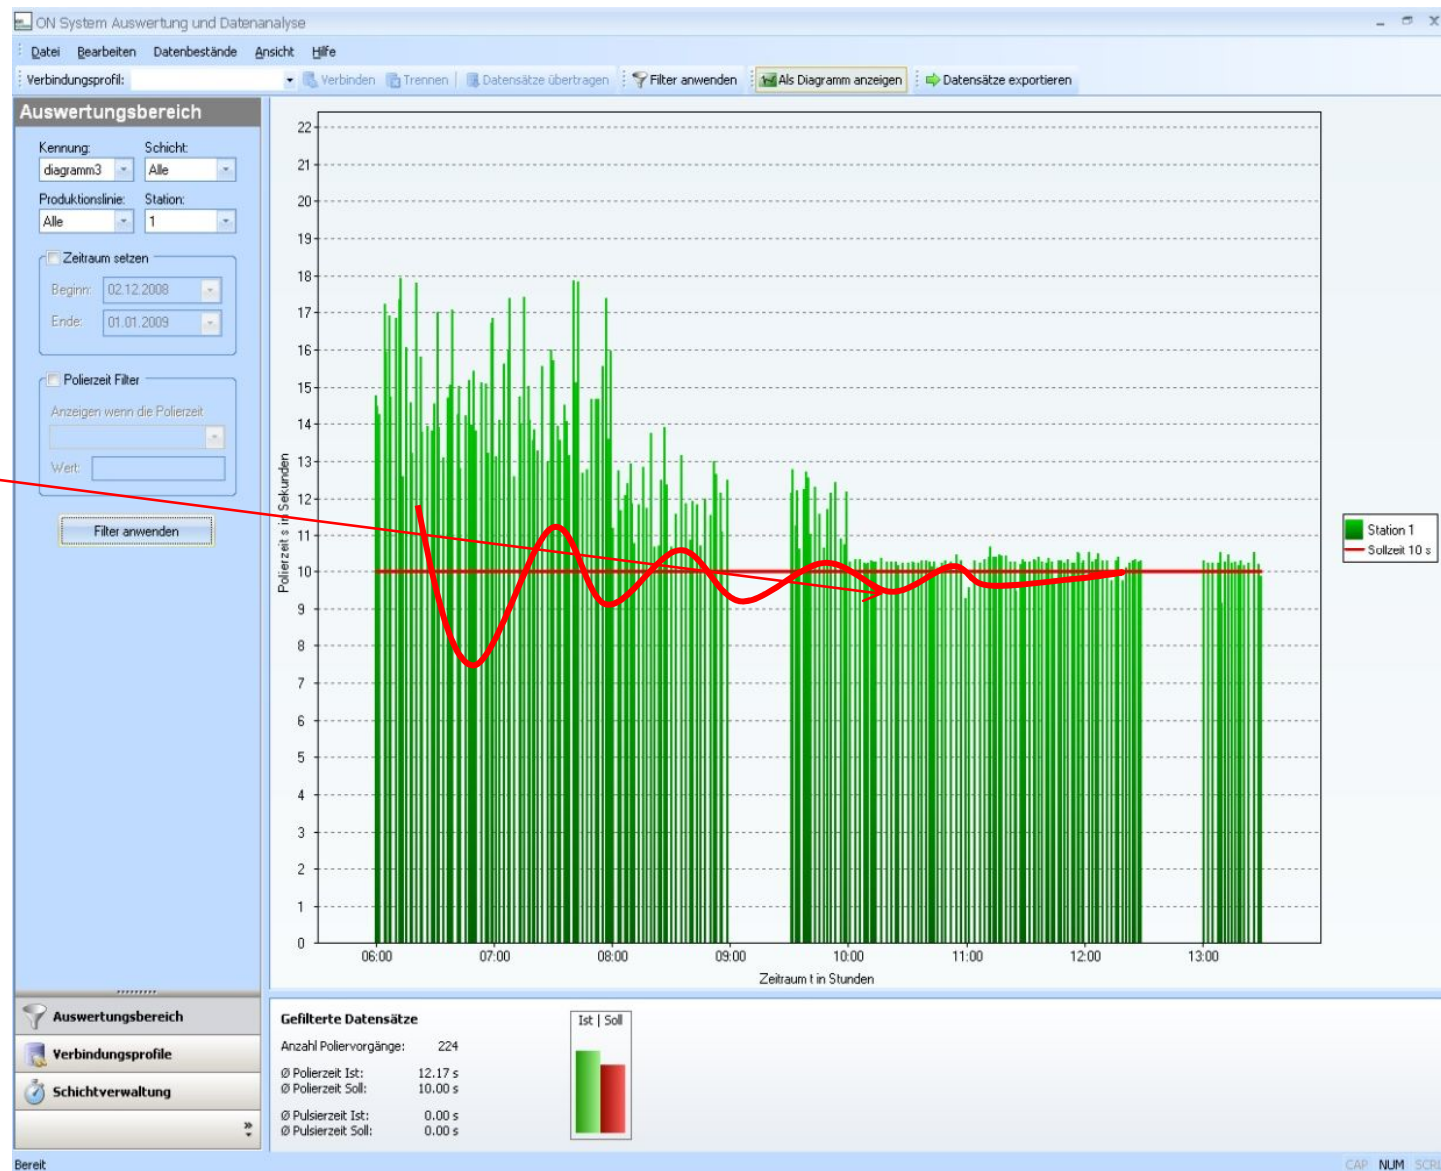 ON System Auswertung und Datenanalyse
Datei Bearbeiten Datenbestände Ansicht Hilfe
Verbindungsprofil: Verbinden Trennen Datensätze übertragen Filter anwenden Als Diagramm anzeigen Datensätze exportieren
Auswertungsbereich
Kennung: Schicht:
diagramm3 Alle
Produktionslinie: Station:
Alle 1
Zeitraum setzen
Beginn: 02.12.2008
Ende: 01.01.2009
Polierzeit Filter
Anzeigen wenn die Polierzeit
Wert:
Filter anwenden
Auswertungsbereich
Verbindungsprofile
Schichtverwaltung
Polierzeit s in Sekunden
22
21
20
19
18
17
16
15
14
13
12
11
10
9
8
7
6
5
4
3
2
1
0
06:00 07:00 08:00 09:00 10:00 11:00 12:00 13:00
Zeitraum t in Stunden
Station 1
Sollzeit 10 s
Gefilterte Datensätze
Anzahl Poliervorgänge: 224
Ø Polierzeit Ist: 12.17 s
Ø Polierzeit Soll: 10.00 s
Ø Pulsierzeit Ist: 0.00 s
Ø Pulsierzeit Soll: 0.00 s
Ist | Soll
Bereit
CAP NUM SCRL